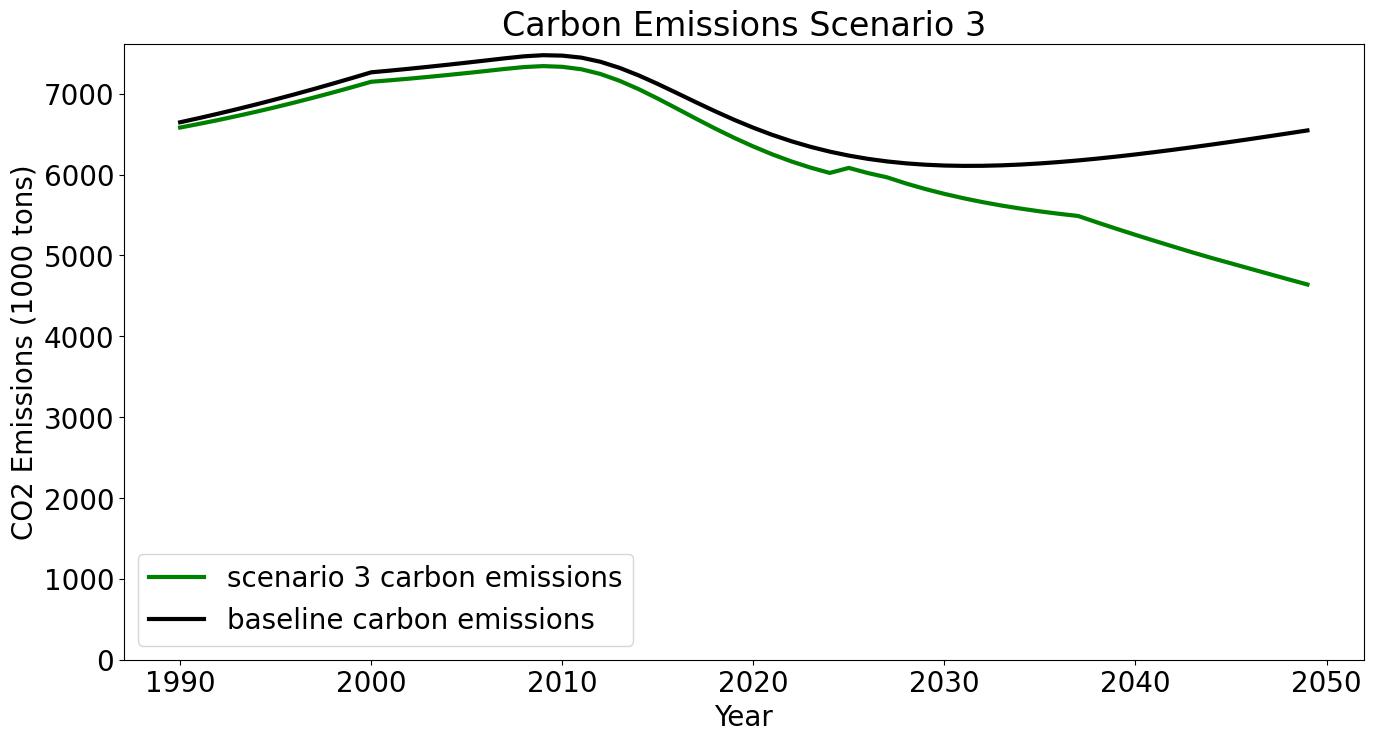 Carbon Emissions Scenario 3
CO2 Emissions (1000 tons)
7000
6000
5000
4000
3000
2000
1000
0
scenario 3 carbon emissions
baseline carbon emissions
1990 2000 2010 2020 2030 2040 2050
Year